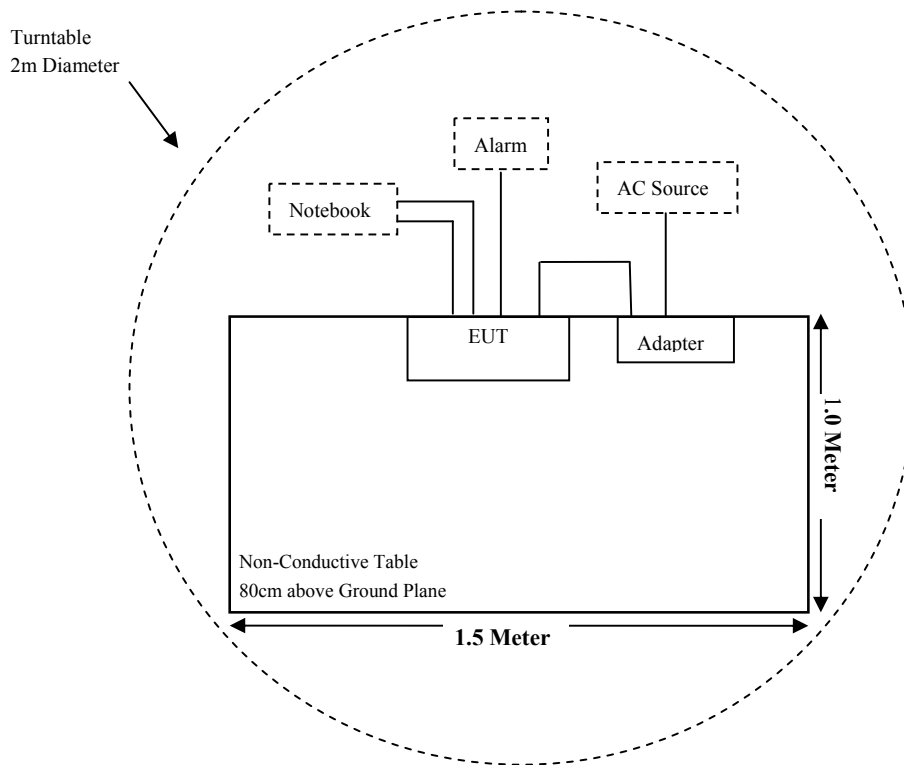 Turntable
2m Diameter
Alarm
AC Source
Notebook
EUT
Adapter
1.0 Meter
Non-Conductive Table
80cm above Ground Plane
1.5 Meter